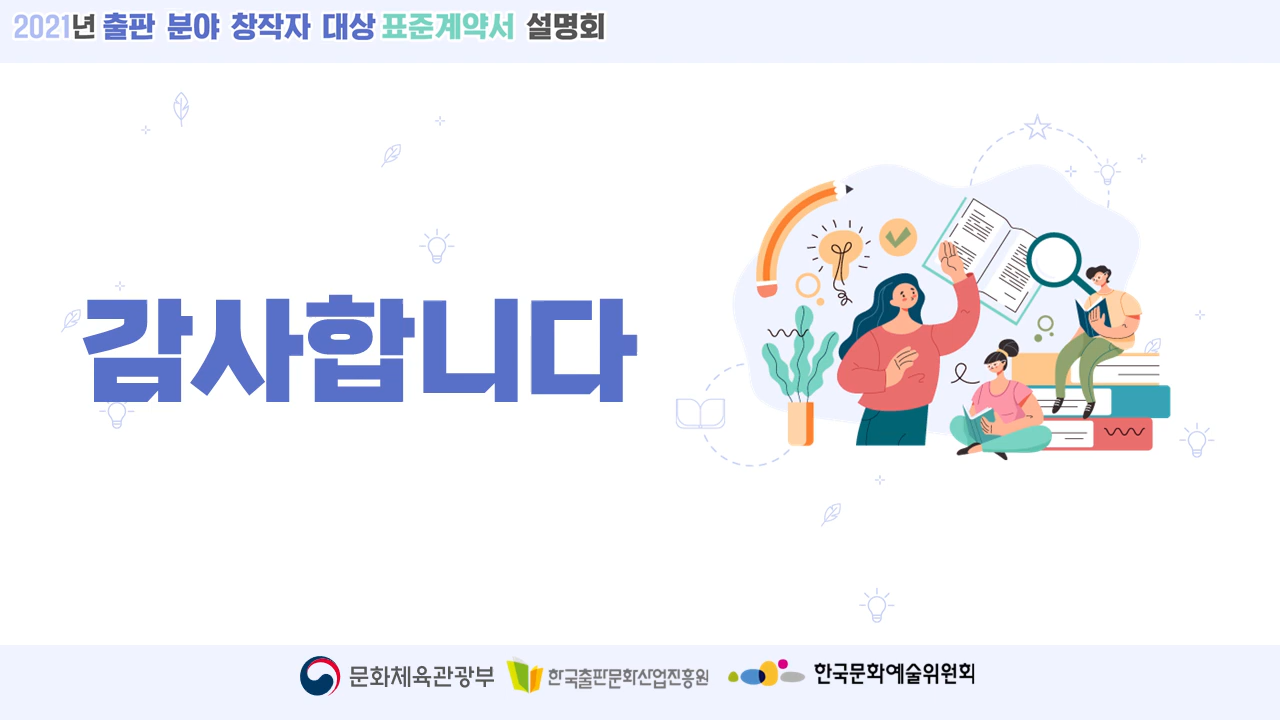 2021년 출판 분야 창작자 대상 표준계약서 설명회
감사합니다
문화체육관광부 한국출판문화산업진흥원 한국문화예술위원회